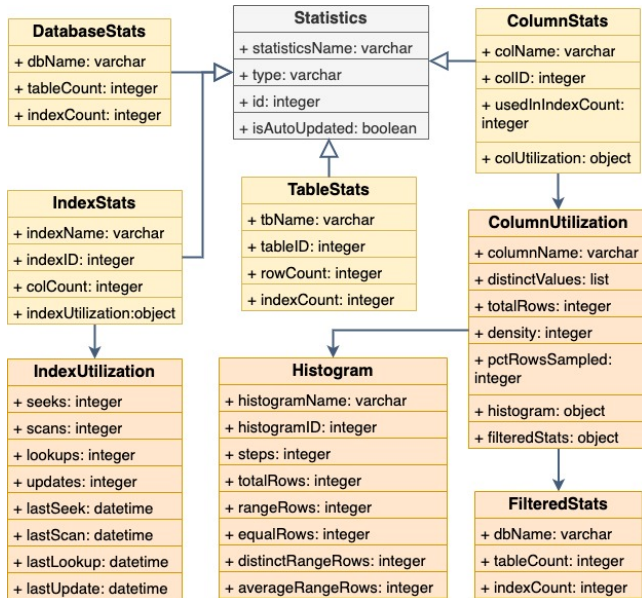 DatabaseStats
+ dbName: varchar
+ tableCount: integer
+ indexCount: integer
Statistics
+ statisticsName: varchar
+ type: varchar
+ id: integer
+ isAutoUpdated: boolean
ColumnStats
+ colName: varchar
+ colID: integer
+ usedInIndexCount:
integer
+ colUtilization: object
IndexStats
+ indexName: varchar
+ indexID: integer
+ colCount: integer
+ indexUtilization:object
TableStats
+ tbName: varchar
+ tableID: integer
+ rowCount: integer
+ indexCount: integer
ColumnUtilization
+ columnName: varchar
+ distinctValues: list
+ totalRows: integer
+ density: integer
+ pctRowsSampled:
integer
+ histogram: object
+ filteredStats: object
IndexUtilization
+ seeks: integer
+ scans: integer
+ lookups: integer
+ updates: integer
+ lastSeek: datetime
+ lastScan: datetime
+ lastLookup: datetime
+ lastUpdate: datetime
Histogram
+ histogramName: varchar
+ histogramID: integer
+ steps: integer
+ totalRows: integer
+ rangeRows: integer
+ equalRows: integer
+ distinctRangeRows: integer
+ averageRangeRows: integer
FilteredStats
+ dbName: varchar
+ tableCount: integer
+ indexCount: integer